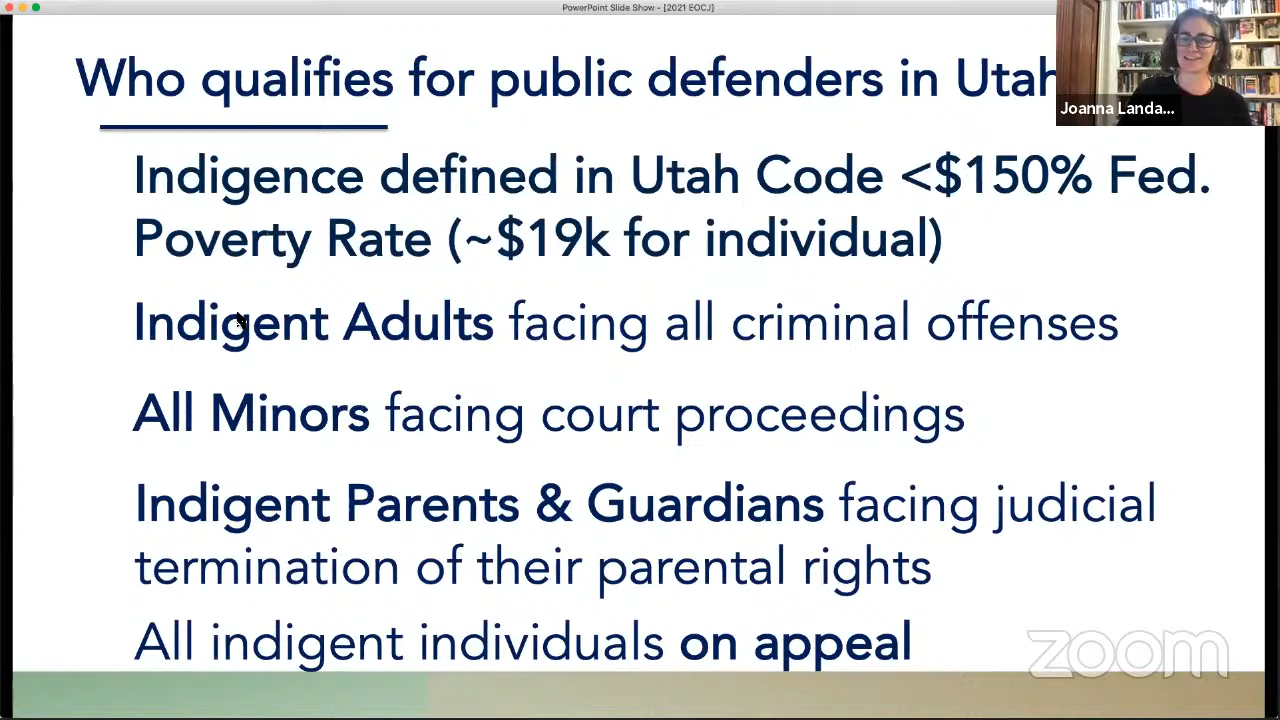 PowerPoint Slide Show - [2021 EOCJ]
Who qualifies for public defenders in Utah
Joanna Landa...
Indigence defined in Utah Code <$150% Fed.
Poverty Rate (~$19k for individual)
Indigent Adults facing all criminal offenses
All Minors facing court proceedings
Indigent Parents & Guardians facing judicial
termination of their parental rights
All indigent individuals on appeal
zoom